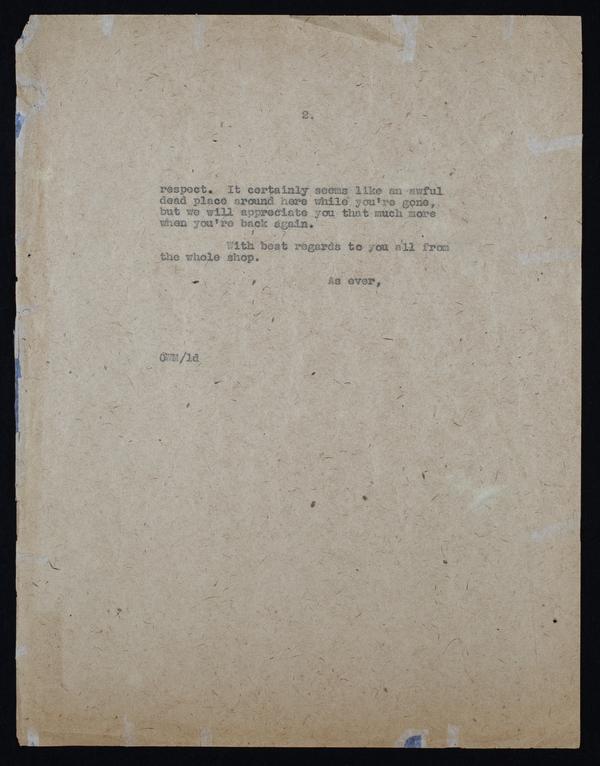 2.
respect. It certainly seems like an awful
dead place around here while you're gone,
but we will appreciate you that much more
when you're back again.
With best regards to you all from
the whole shop.
As ever,
OWM/ld